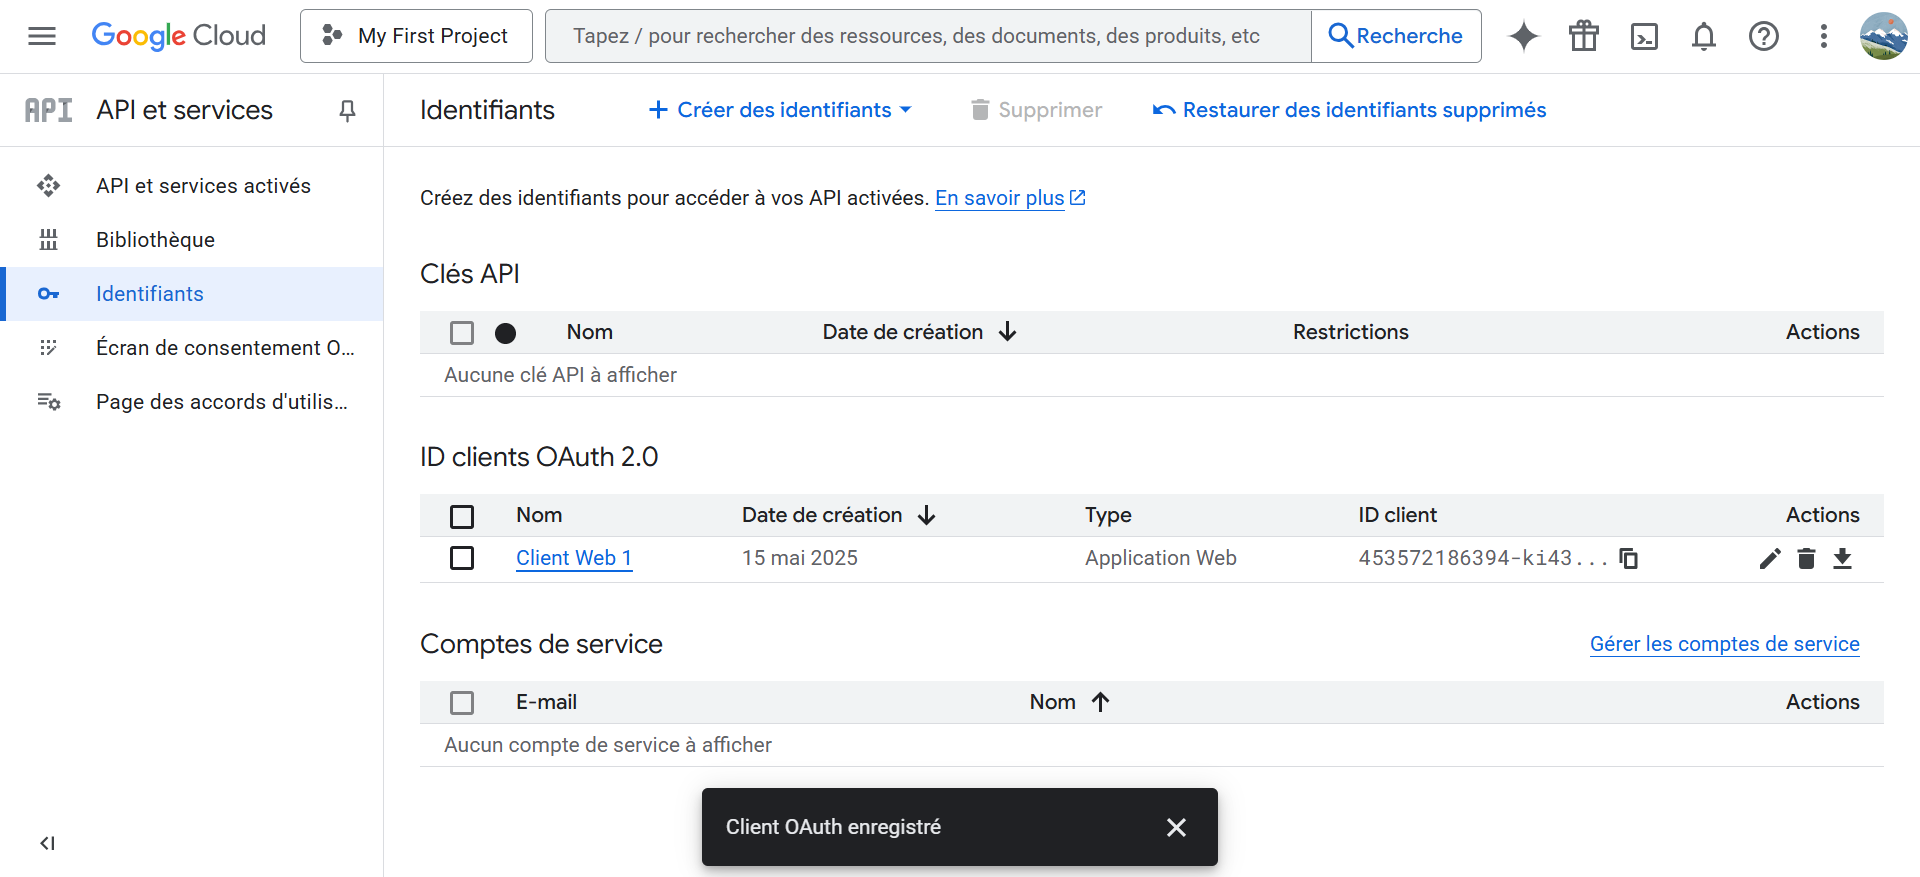 Google Cloud
My First Project
Tapez / pour rechercher des ressources, des documents, des produits, etc
Recherche
API
API et services
Identifiants
Créer des identifiants
Supprimer
Restaurer des identifiants supprimés
API et services activés
Bibliothèque
Identifiants
Écran de consentement O...
Page des accords d'utilis...
Créez des identifiants pour accéder à vos API activées. En savoir plus
Clés API
Nom Date de création Restrictions Actions
Aucune clé API à afficher
ID clients OAuth 2.0
Nom Date de création Type ID client Actions
Client Web 1 15 mai 2025 Application Web 453572186394-ki43...
Comptes de service
Gérer les comptes de service
E-mail Nom Actions
Aucun compte de service à afficher
Client OAuth enregistré